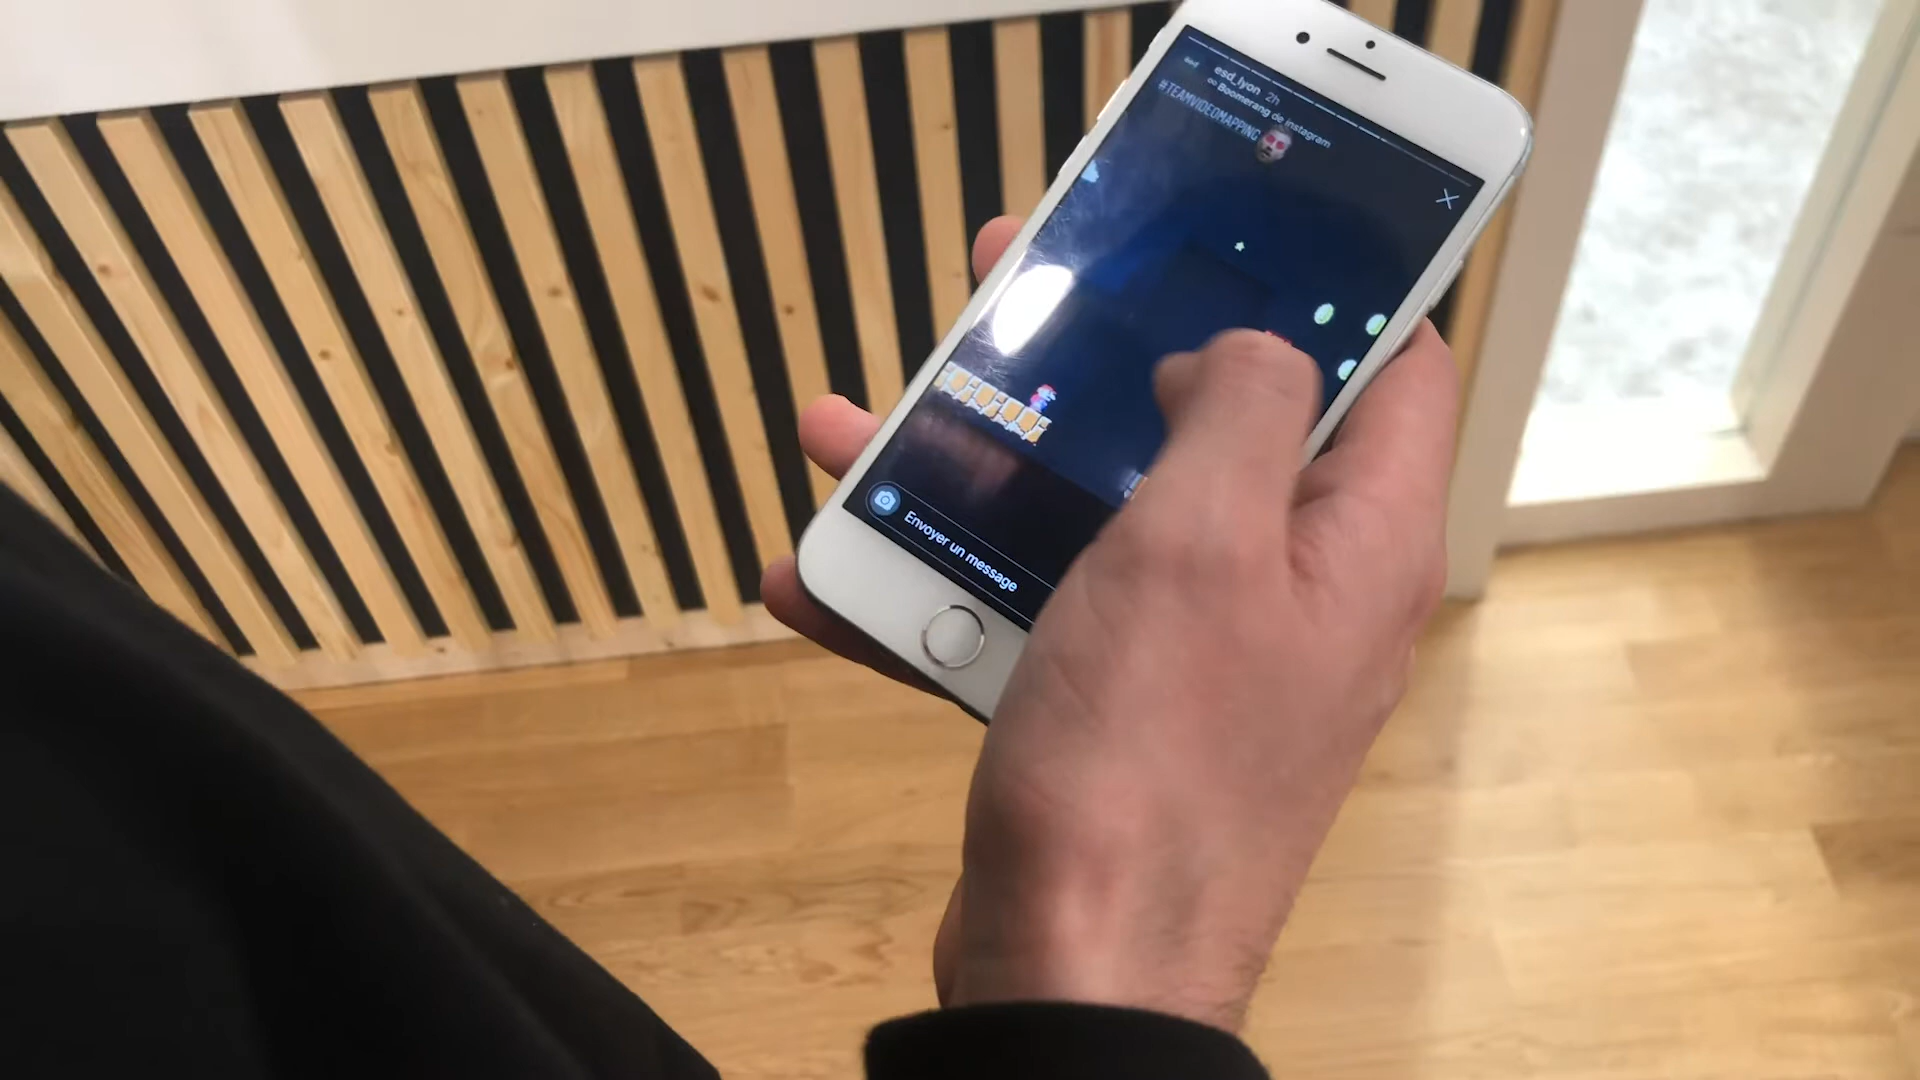 esd_lyon 2h
∞ Boomerang de Instagram
#TEAMVIDEOMAPPING
Envoyer un message